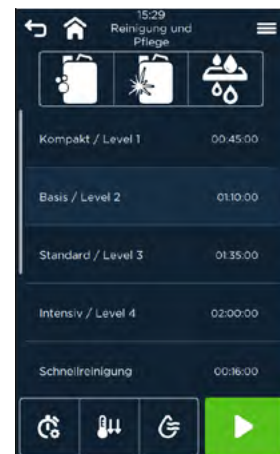 15:29
Reinigung und
Pflege
Kompakt / Level 1 00:45:00
Basis / Level 2 01:10:00
Standard / Level 3 01:35:00
Intensiv / Level 4 02:00:00
Schnellreinigung 00:16:00